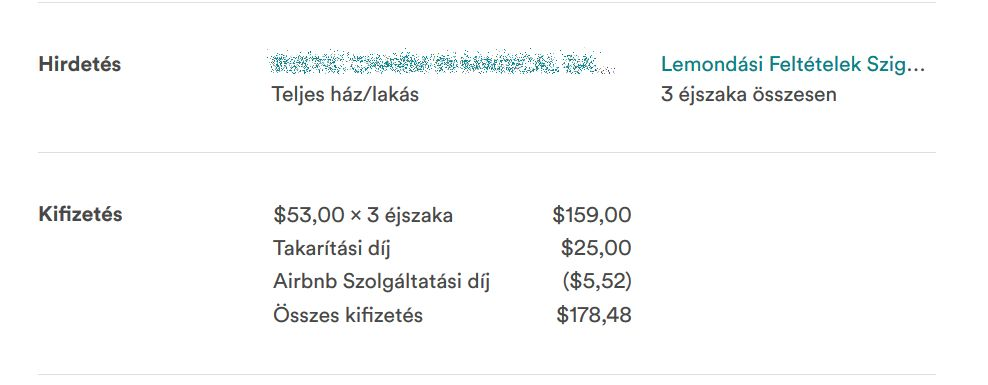 Hirdetés
Lemondási Feltételek Szig...
Teljes ház/lakás
3 éjszaka összesen
Kifizetés
$53,00 × 3 éjszaka $159,00
Takarítási díj $25,00
Airbnb Szolgáltatási díj ($5,52)
Összes kifizetés $178,48